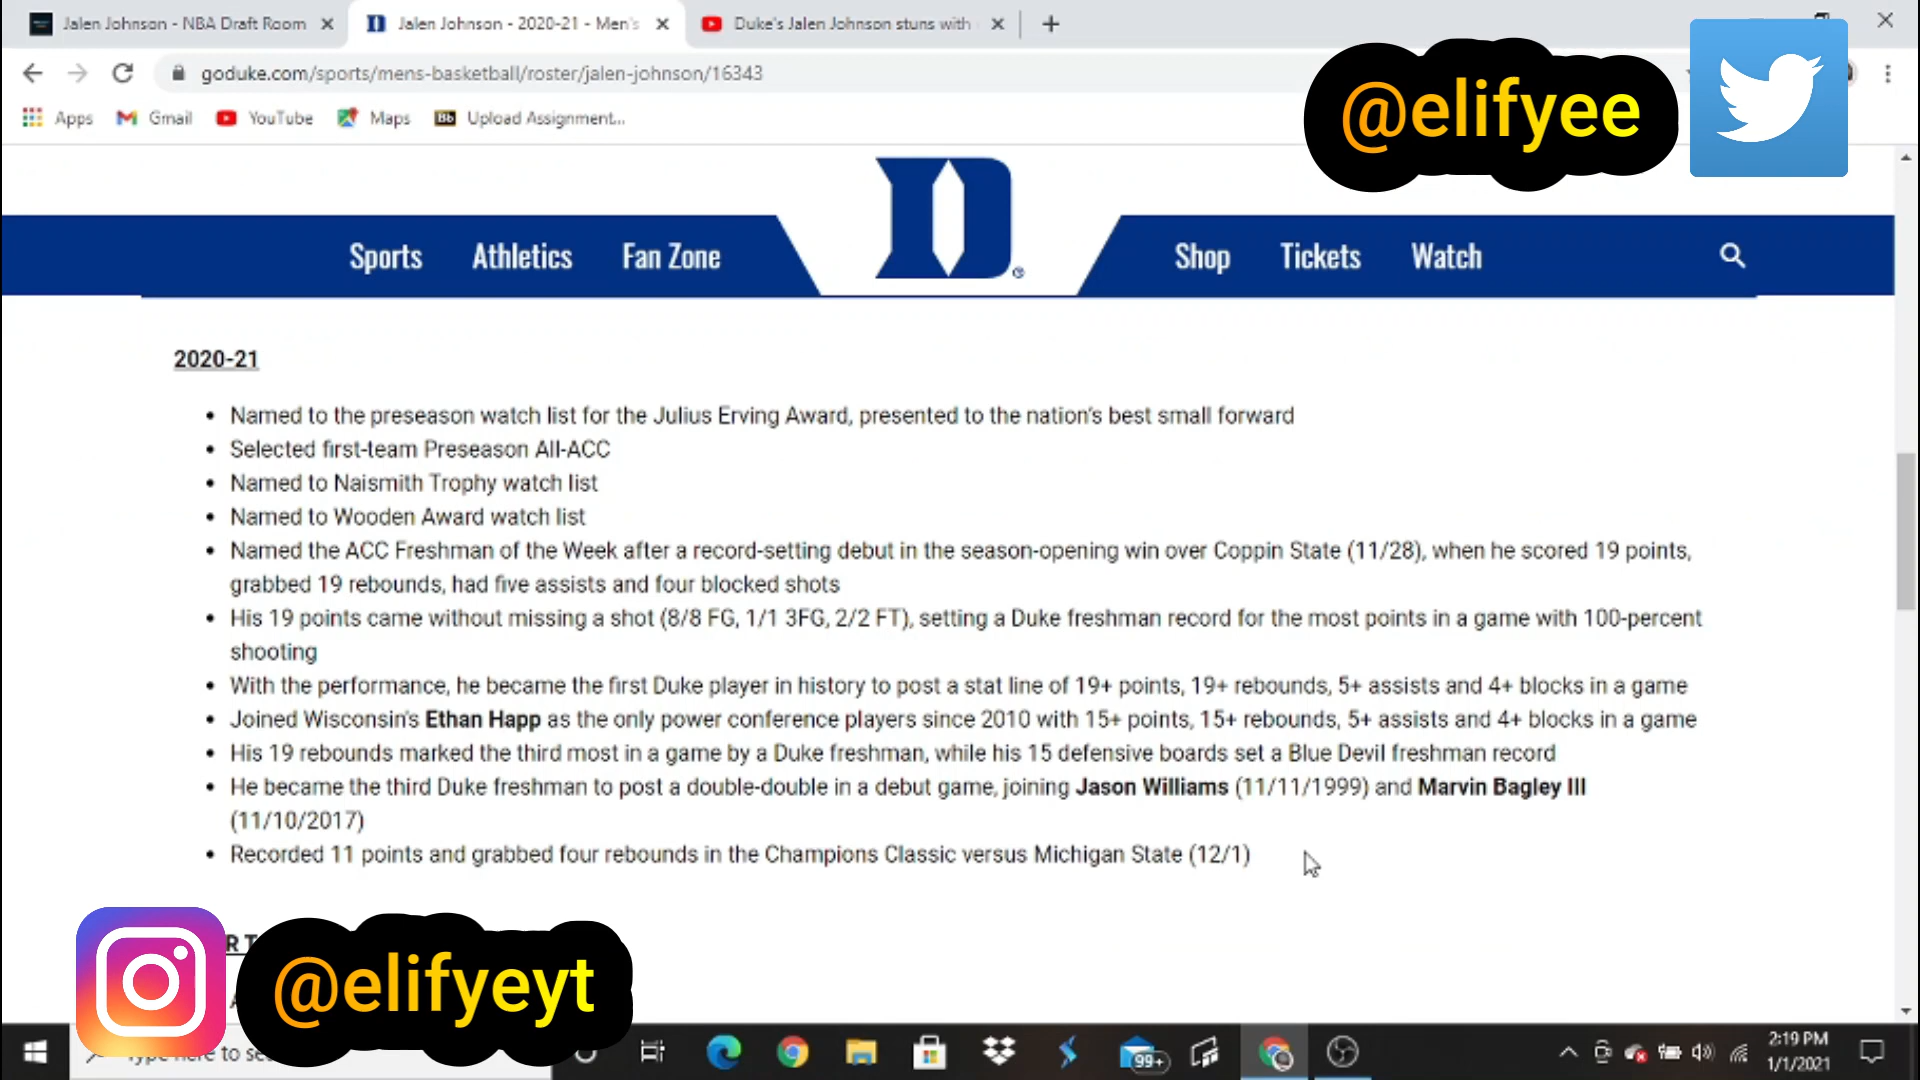 Jalen Johnson - NBA Draft Room
Jalen Johnson - 2020-21 - Men's
Duke's Jalen Johnson stuns with
goduke.com/sports/mens-basketball/roster/jalen-johnson/16343
@elifyee
Apps Gmail YouTube Maps Bb Upload Assignment...
Sports Athletics Fan Zone D Shop Tickets Watch
2020-21
• Named to the preseason watch list for the Julius Erving Award, presented to the nation's best small forward
• Selected first-team Preseason All-ACC
• Named to Naismith Trophy watch list
• Named to Wooden Award watch list
• Named the ACC Freshman of the Week after a record-setting debut in the season-opening win over Coppin State (11/28), when he scored 19 points,
grabbed 19 rebounds, had five assists and four blocked shots
• His 19 points came without missing a shot (8/8 FG, 1/1 3FG, 2/2 FT), setting a Duke freshman record for the most points in a game with 100-percent
shooting
• With the performance, he became the first Duke player in history to post a stat line of 19+ points, 19+ rebounds, 5+ assists and 4+ blocks in a game
• Joined Wisconsin's Ethan Happ as the only power conference players since 2010 with 15+ points, 15+ rebounds, 5+ assists and 4+ blocks in a game
• His 19 rebounds marked the third most in a game by a Duke freshman, while his 15 defensive boards set a Blue Devil freshman record
• He became the third Duke freshman to post a double-double in a debut game, joining Jason Williams (11/11/1999) and Marvin Bagley III
(11/10/2017)
• Recorded 11 points and grabbed four rebounds in the Champions Classic versus Michigan State (12/1)
@elifyeyt
Type here to
99+
2:19 PM
1/1/2021